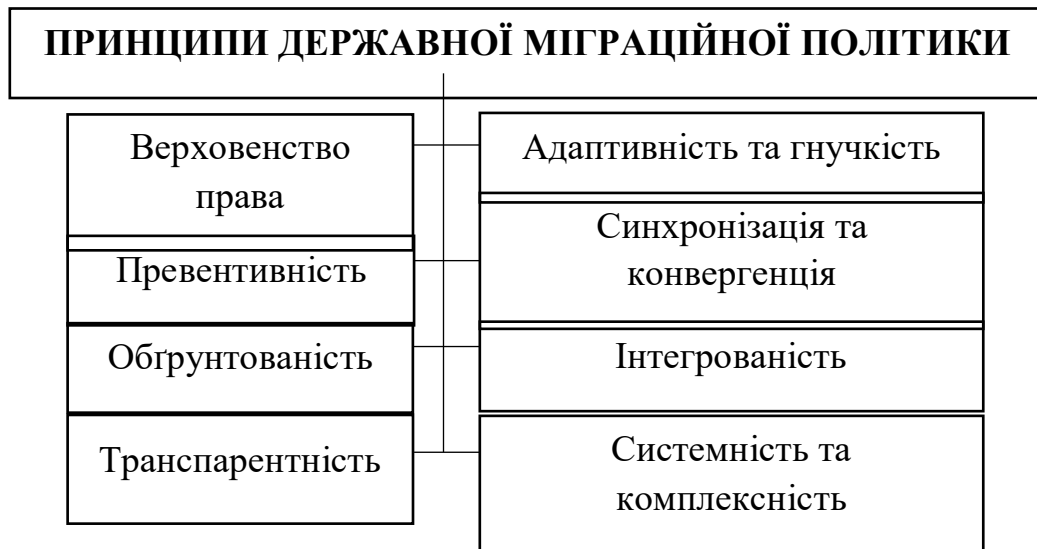 ПРИНЦИПИ ДЕРЖАВНОЇ МІГРАЦІЙНОЇ ПОЛІТИКИ
Верховенство
права
Превентивність
Обґрунтованість
Транспарентність
Адаптивність та гнучкість
Синхронізація та
конвергенція
Інтегрованість
Системність та
комплексність